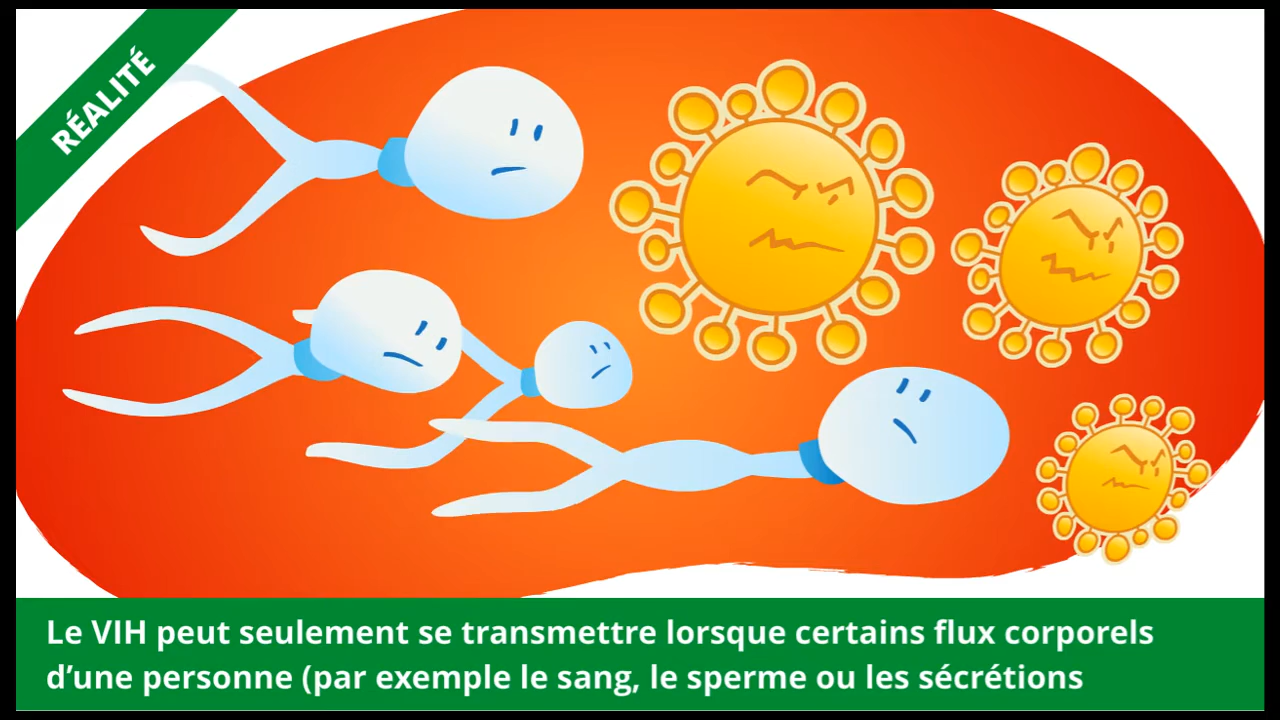 RÉALITÉ
Le VIH peut seulement se transmettre lorsque certains flux corporels
d’une personne (par exemple le sang, le sperme ou les sécrétions